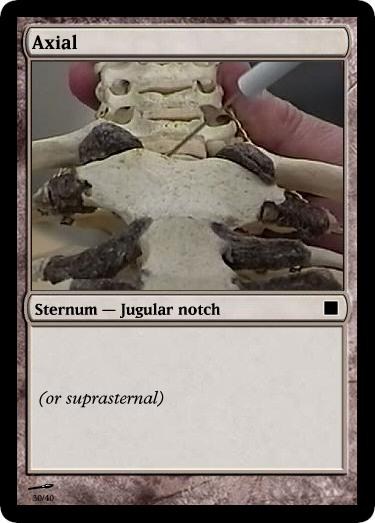 Axial
Sternum — Jugular notch
(or suprasternal)
30/40